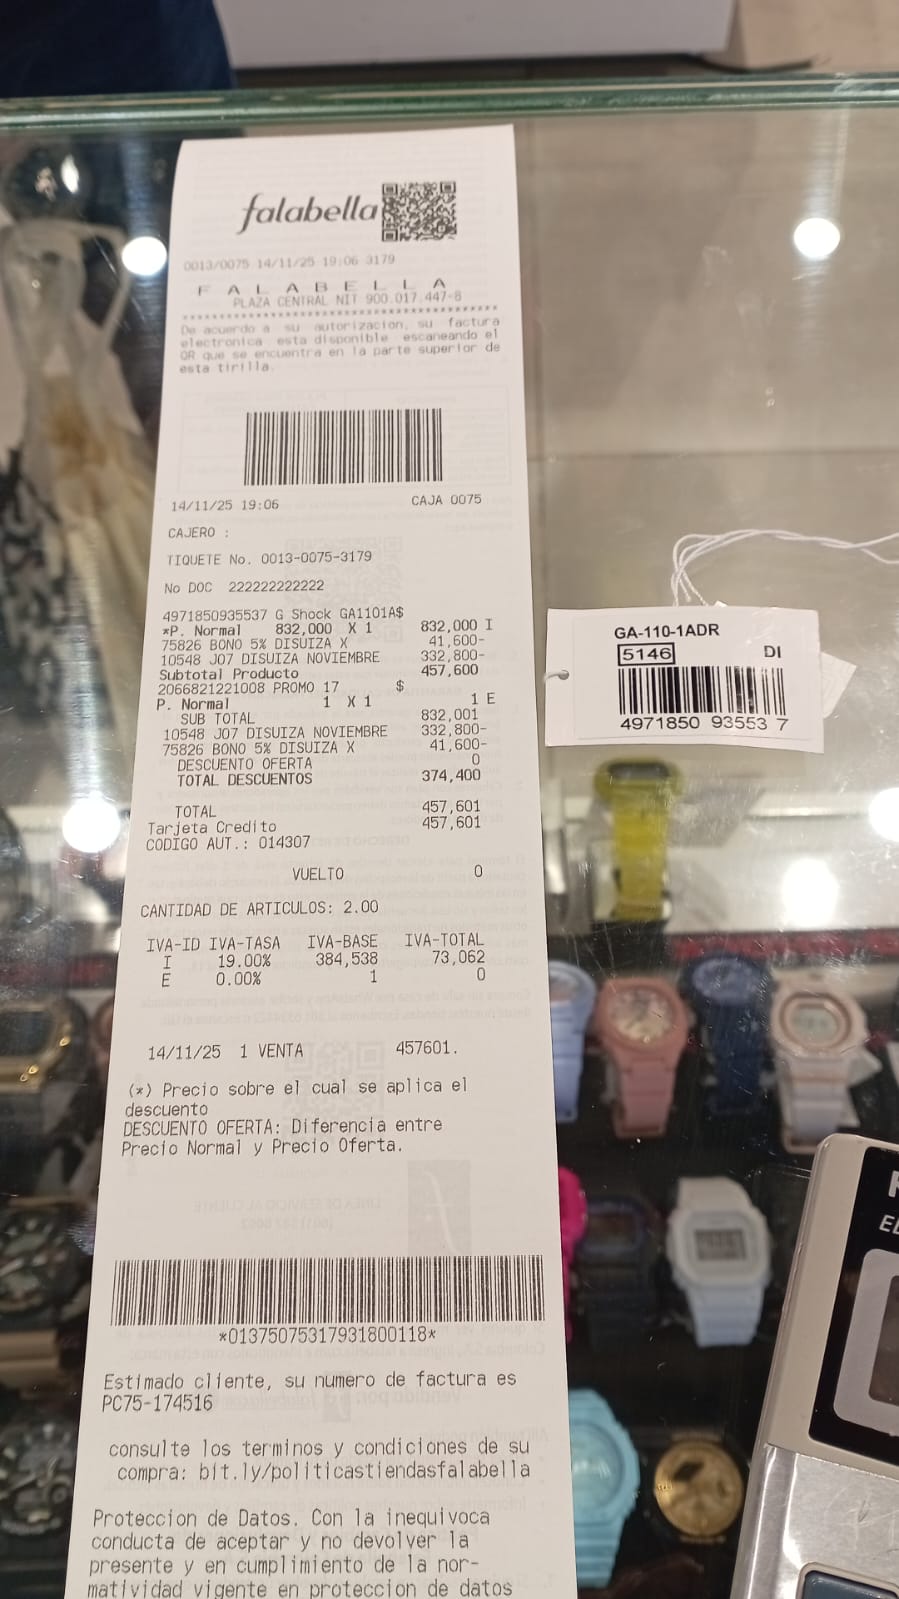 falabella
0013/0075 14/11/25 19:06 3179
F A L A B E L L A
PLAZA CENTRAL NIT 900.017.447-8
De acuerdo a su autorizacion, su factura
electronica esta disponible escaneando el
QR que se encuentra en la parte superior de
esta tirilla.
14/11/25 19:06 CAJA 0075
CAJERO :
TIQUETE No. 0013-0075-3179
No DOC 222222222222
4971850935537 G Shock GA1101A$
*P. Normal 832,000 X 1 832,000 I
75826 BONO 5% DISUIZA X 41,600-
10548 J07 DISUIZA NOVIEMBRE 332,800-
Subtotal Producto 457,600
2066821221008 PROMO 17 $
P. Normal 1 X 1 1 E
SUB TOTAL 832,001
10548 J07 DISUIZA NOVIEMBRE 332,800-
75826 BONO 5% DISUIZA X 41,600-
DESCUENTO OFERTA 0
TOTAL DESCUENTOS 374,400
TOTAL 457,601
Tarjeta Credito 457,601
CODIGO AUT.: 014307
VUELTO 0
CANTIDAD DE ARTICULOS: 2.00
IVA-ID IVA-TASA IVA-BASE IVA-TOTAL
I 19.00% 384,538 73,062
E 0.00% 1 0
14/11/25 1 VENTA 457601.
(*) Precio sobre el cual se aplica el
descuento
DESCUENTO OFERTA: Diferencia entre
Precio Normal y Precio Oferta.
*01375075317931800118*
Estimado cliente, su numero de factura es
PC75-174516
consulte los terminos y condiciones de su
compra: bit.ly/politicastiendasfalabella
Proteccion de Datos. Con la inequivoca
conducta de aceptar y no devolver la
presente y en cumplimiento de la nor-
matividad vigente en proteccion de datos
GA-110-1ADR
5146 DI
4971850 93553 7